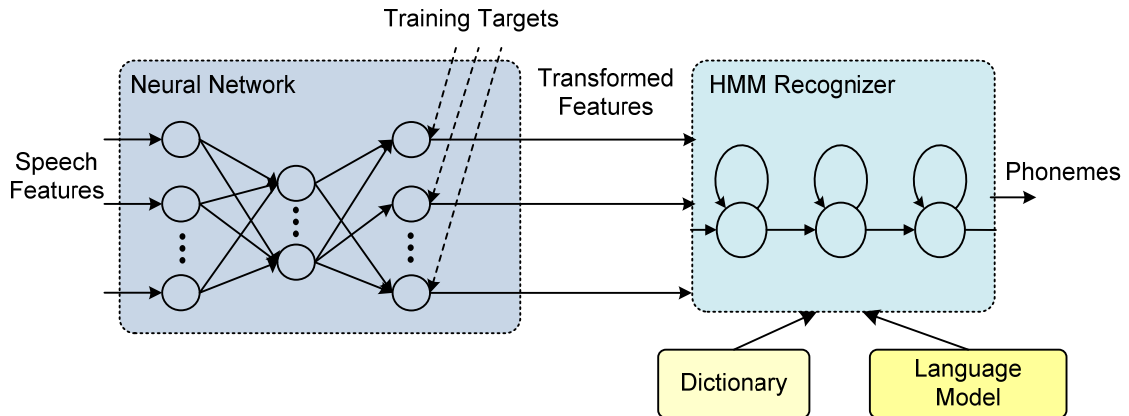 Training Targets
Neural Network
Transformed
Features
HMM Recognizer
Speech
Features
Phonemes
Dictionary
Language
Model